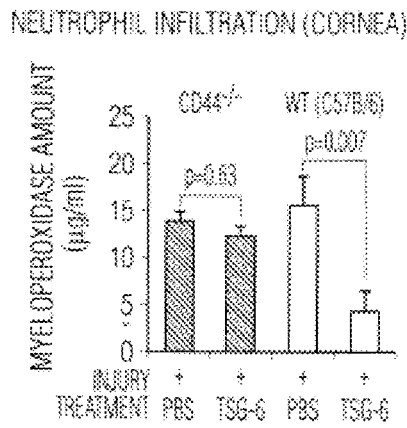 NEUTROPHIL INFILTRATION (CORNEA)
MYELOPEROXIDASE AMOUNT
(µg/ml)
CD44-/- WT (C57B/6)
p=0.63 p=0.007
25
20
15
10
5
0
INJURY + + + +
TREATMENT PBS TSG-6 PBS TSG-6